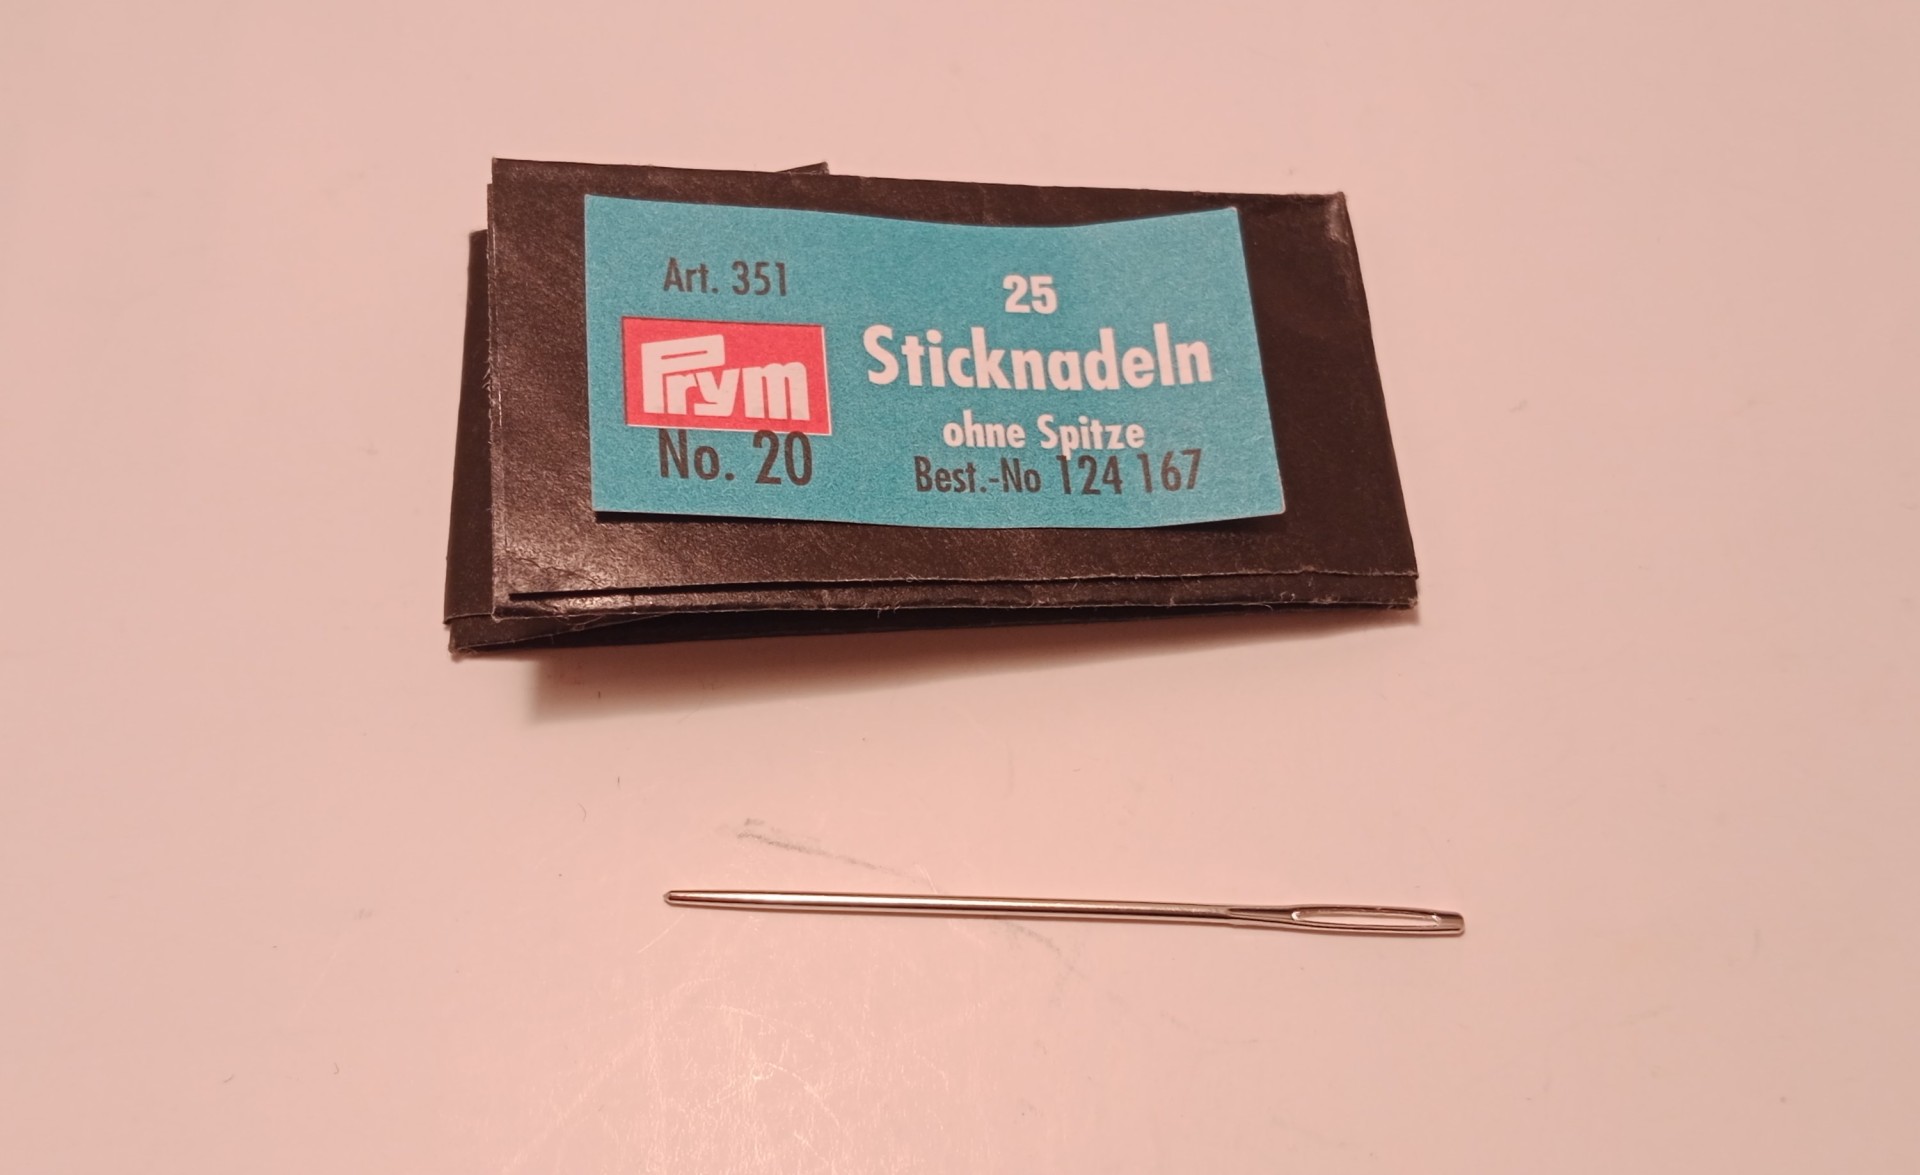 Art. 351
Prym
No. 20
25
Sticknadeln
ohne Spitze
Best.-No 124 167